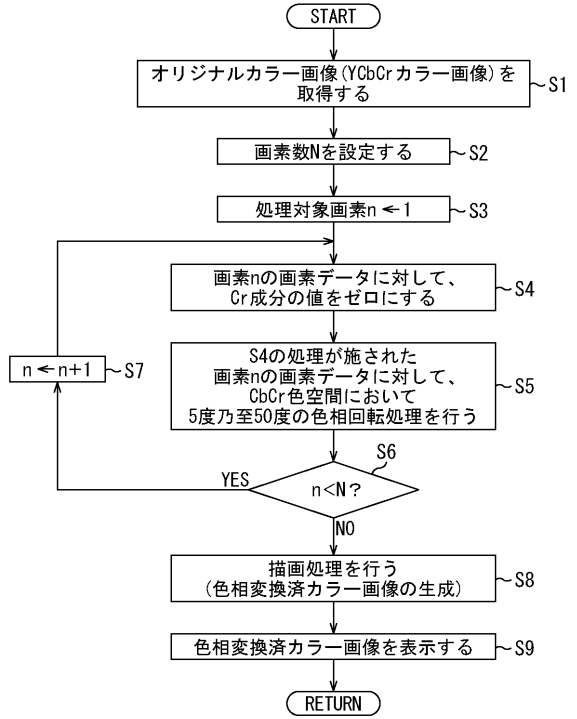 START
オリジナルカラー画像(YCbCrカラー画像)を
取得する
S1
画素数Nを設定する
S2
処理対象画素n←1
S3
画素nの画素データに対して、
Cr成分の値をゼロにする
S4
S4の処理が施された
画素nの画素データに対して、
CbCr色空間において
5度乃至50度の色相回転処理を行う
S5
n←n+1
S7
S6
n<N?
YES
NO
描画処理を行う
(色相変換済カラー画像の生成)
S8
色相変換済カラー画像を表示する
S9
RETURN